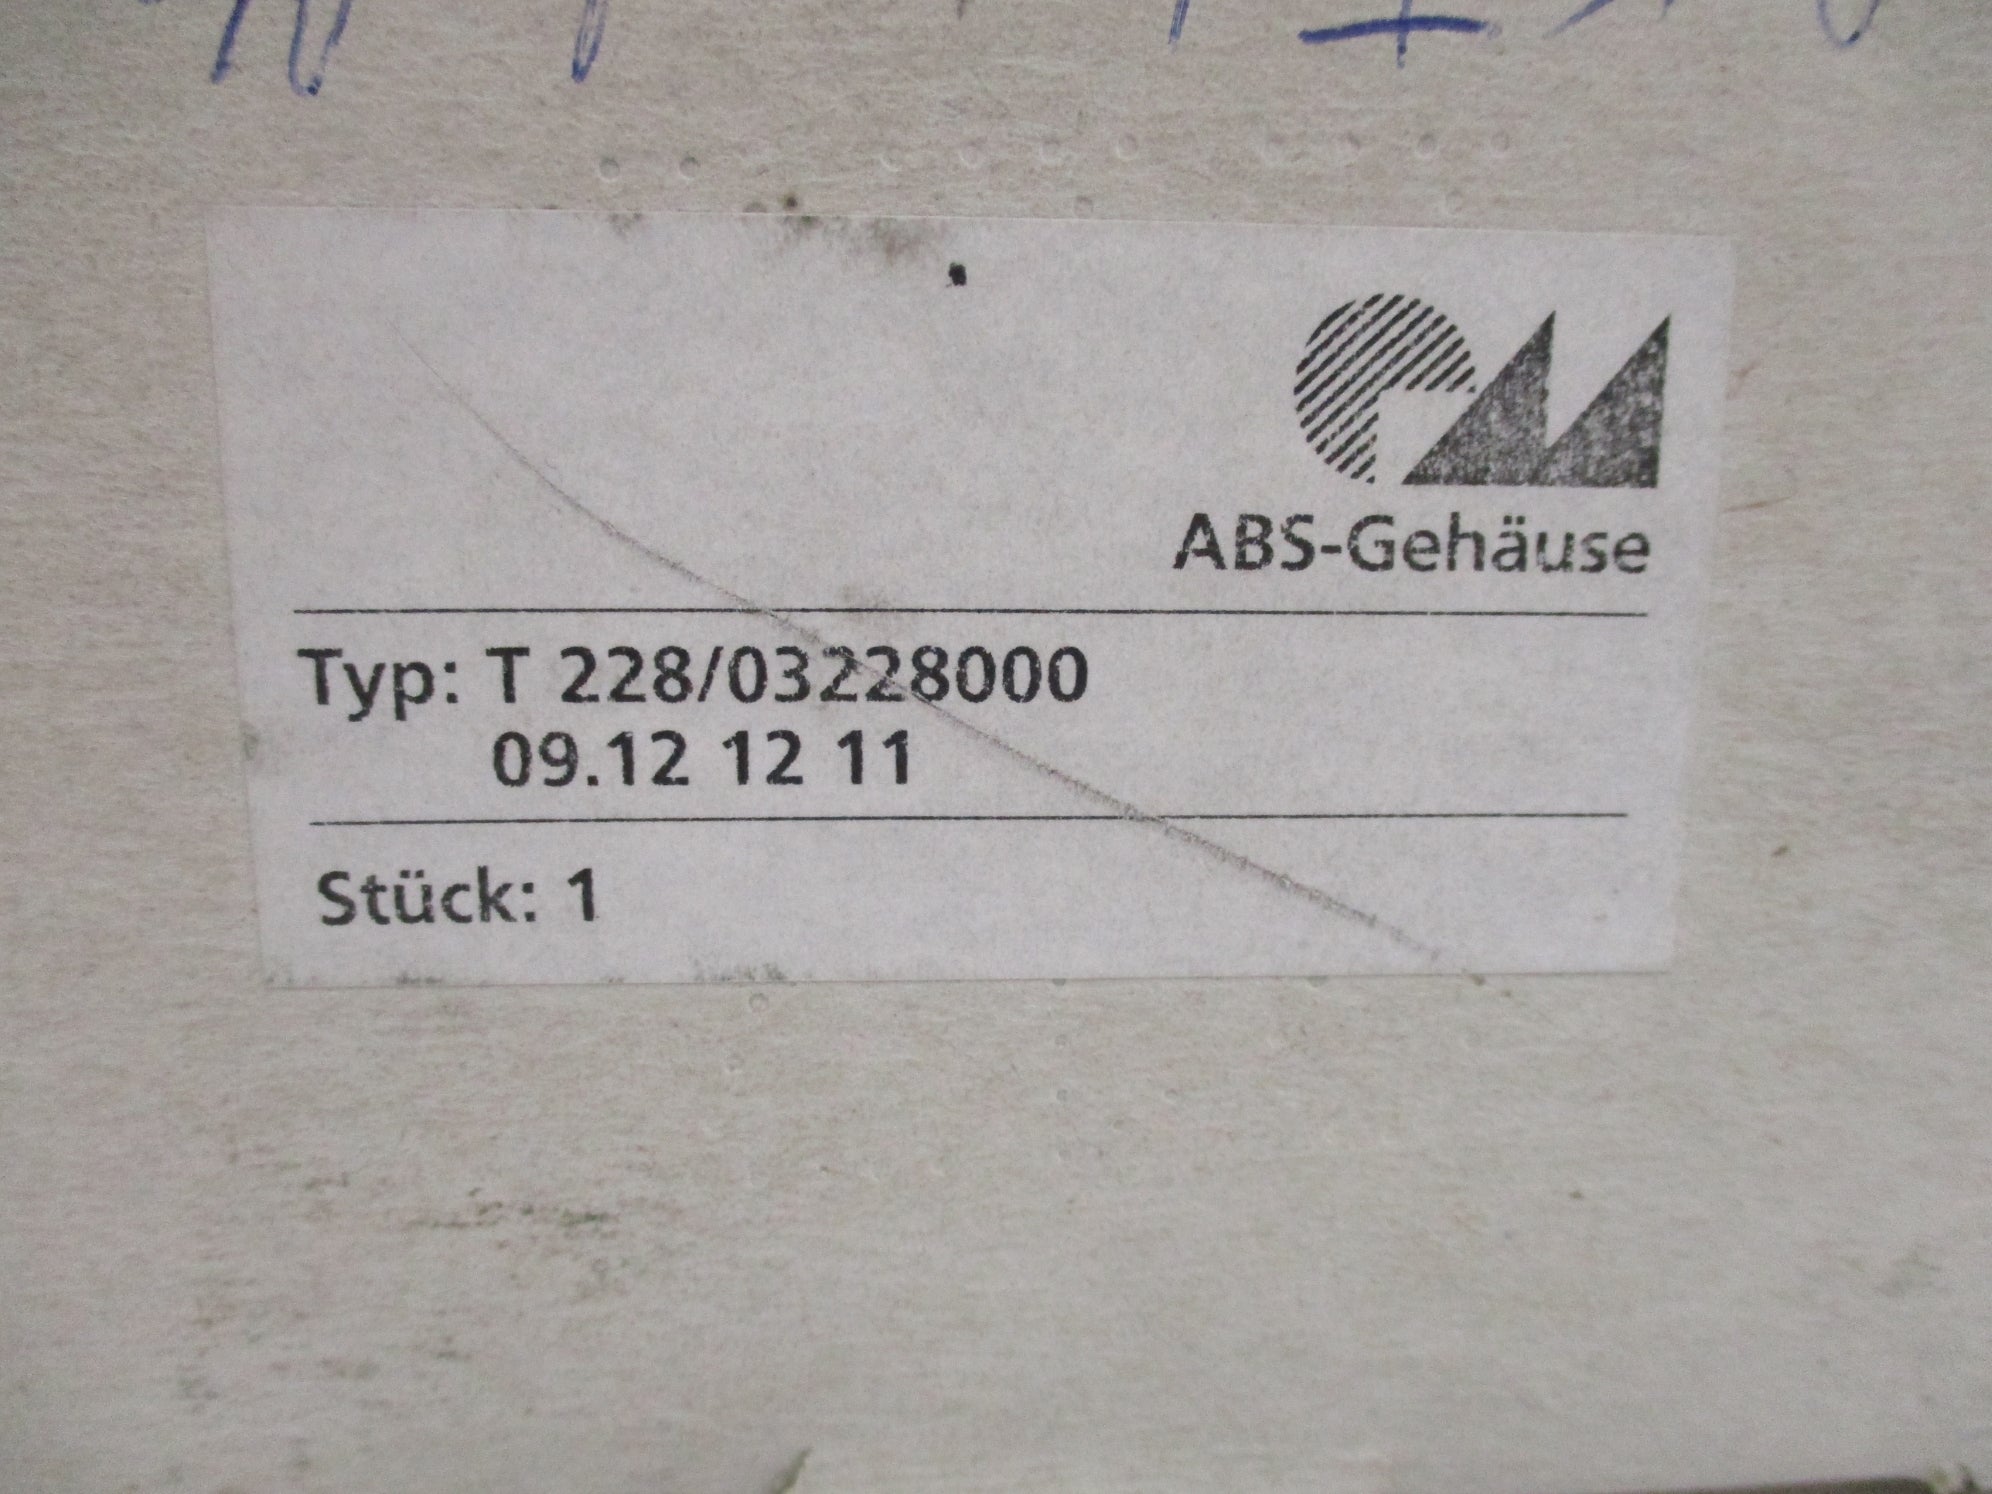 ABS-Gehäuse
Typ: T 228/03228000
09.12 12 11
Stück: 1